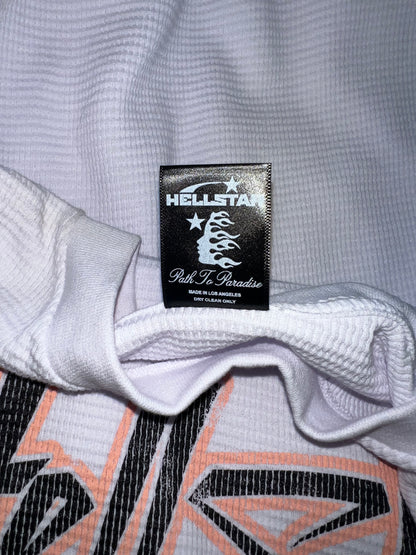 HELLSTAR
Path To Paradise
MADE IN LOS ANGELES
DRY CLEAN ONLY